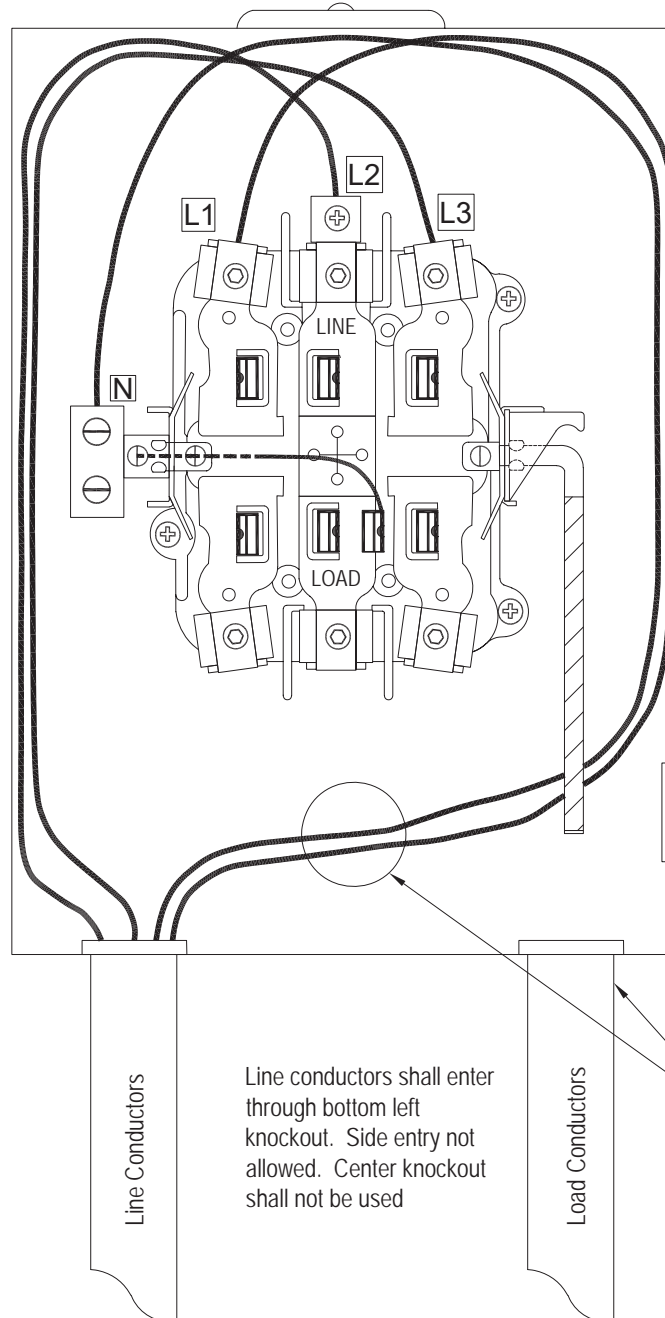 L2
L1
L3
LINE
N
LOAD
Line Conductors
Line conductors shall enter
through bottom left
knockout. Side entry not
allowed. Center knockout
shall not be used
Load Conductors